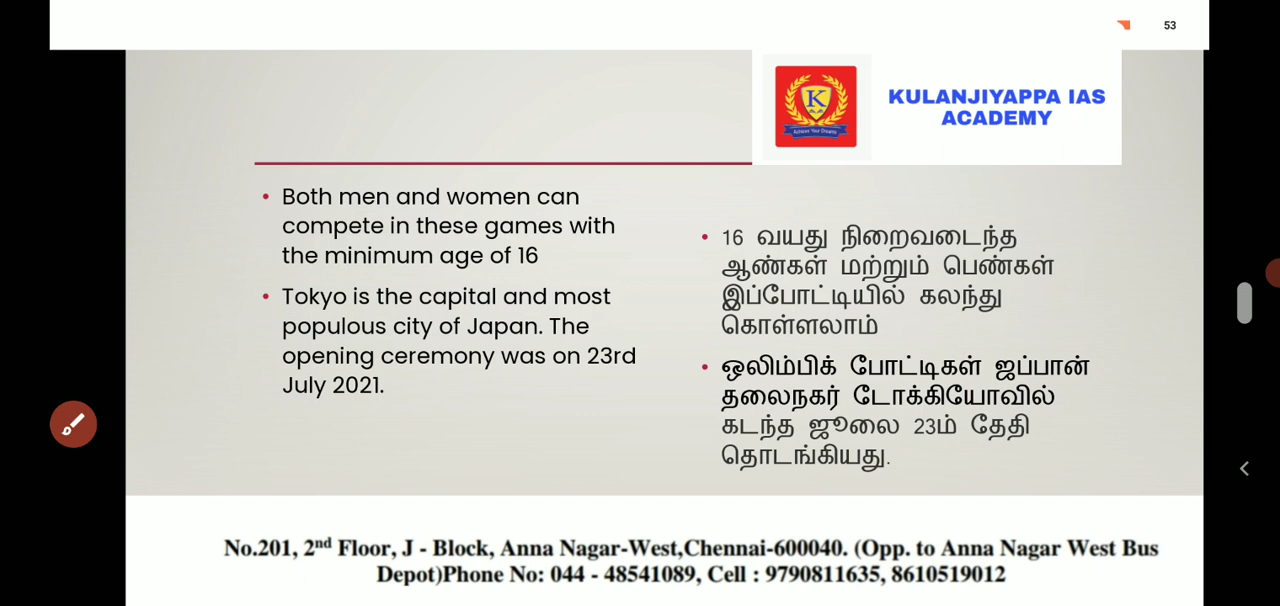 53
K
Achieve Your Dreams
KULANJIYAPPA IAS
ACADEMY
• Both men and women can
compete in these games with
the minimum age of 16
• Tokyo is the capital and most
populous city of Japan. The
opening ceremony was on 23rd
July 2021.
• 16 வயது நிறைவடைந்த
ஆண்கள் மற்றும் பெண்கள்
இப்போட்டியில் கலந்து
கொள்ளலாம்
• ஒலிம்பிக் போட்டிகள் ஜப்பான்
தலைநகர் டோக்கியோவில்
கடந்த ஜூலை 23ம் தேதி
தொடங்கியது.
No.201, 2nd Floor, J - Block, Anna Nagar-West,Chennai-600040. (Opp. to Anna Nagar West Bus
Depot)Phone No: 044 - 48541089, Cell : 9790811635, 8610519012